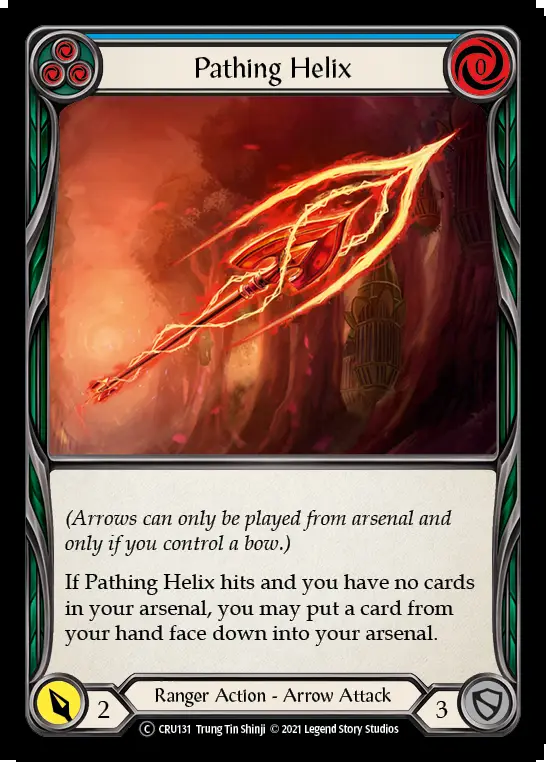 Pathing Helix
0
(Arrows can only be played from arsenal and
only if you control a bow.)
If Pathing Helix hits and you have no cards
in your arsenal, you may put a card from
your hand face down into your arsenal.
2
Ranger Action - Arrow Attack
3
C CRU131 Trung Tin Shinji © 2021 Legend Story Studios